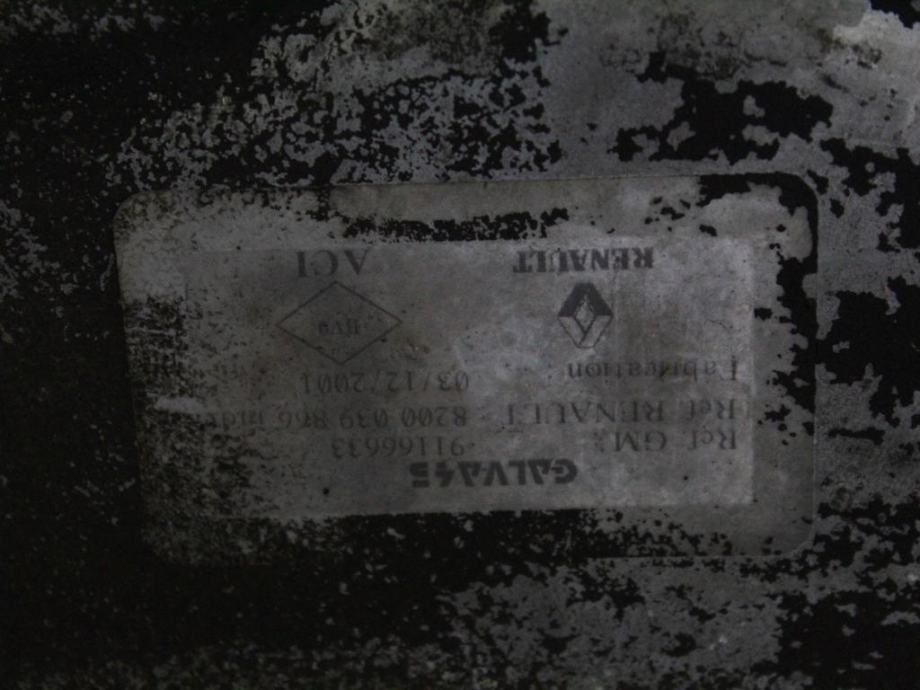 GALVA45
Ref. GM : 91166633
Ref. RENAULT : 8200 039 866
Fabrication : 03/12/2001
RENAULT ACI